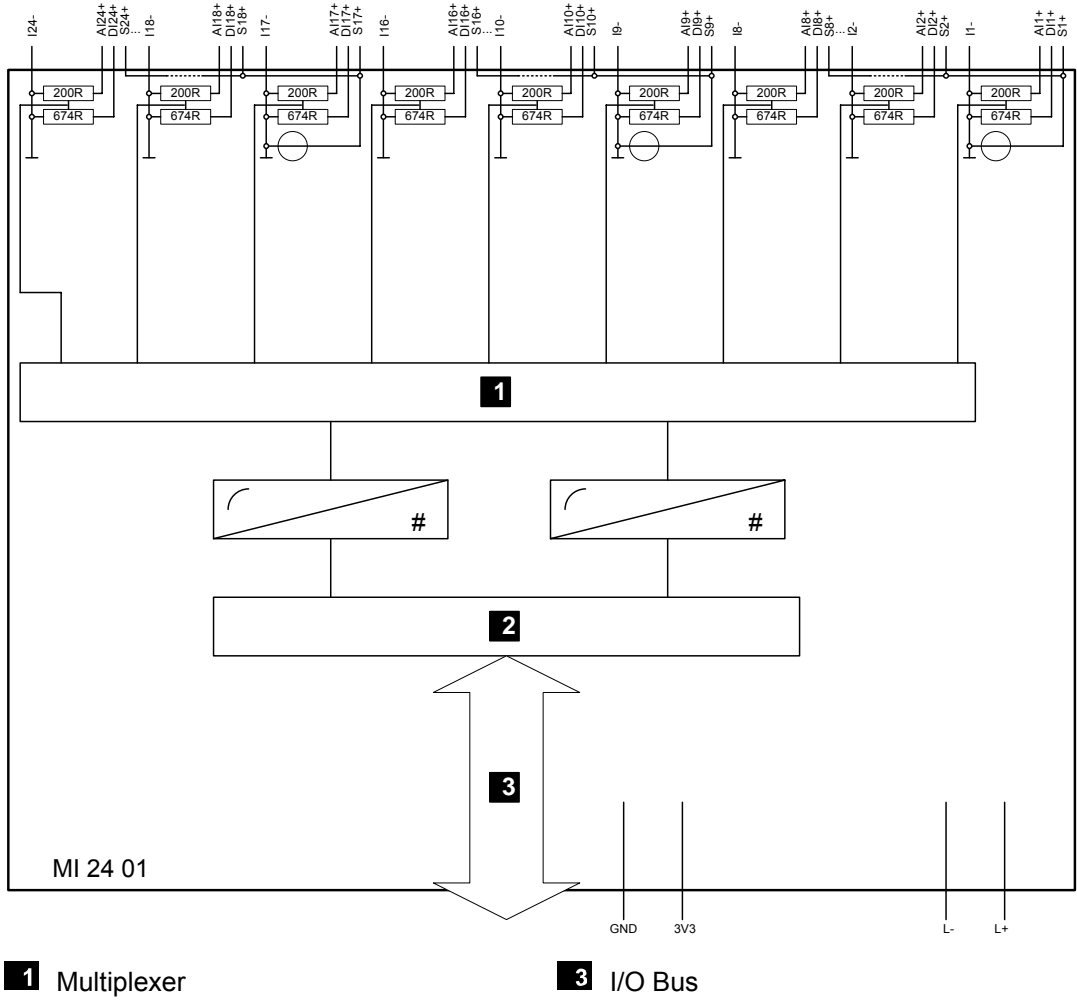 I24-
AI24+
DI24+
S24+
...
I18-
AI18+
DI18+
S18+
I17-
AI17+
DI17+
S17+
I16-
AI16+
DI16+
S16+
...
I10-
AI10+
DI10+
S10+
I9-
AI9+
DI9+
S9+
I8-
AI8+
DI8+
S8+
...
I2-
AI2+
DI2+
S2+
I1-
AI1+
DI1+
S1+
200R 200R 200R 200R 200R 200R 200R 200R 200R
674R 674R 674R 674R 674R 674R 674R 674R 674R
1
# #
2
3
MI 24 01
GND 3V3 L- L+
1 Multiplexer
3 I/O Bus